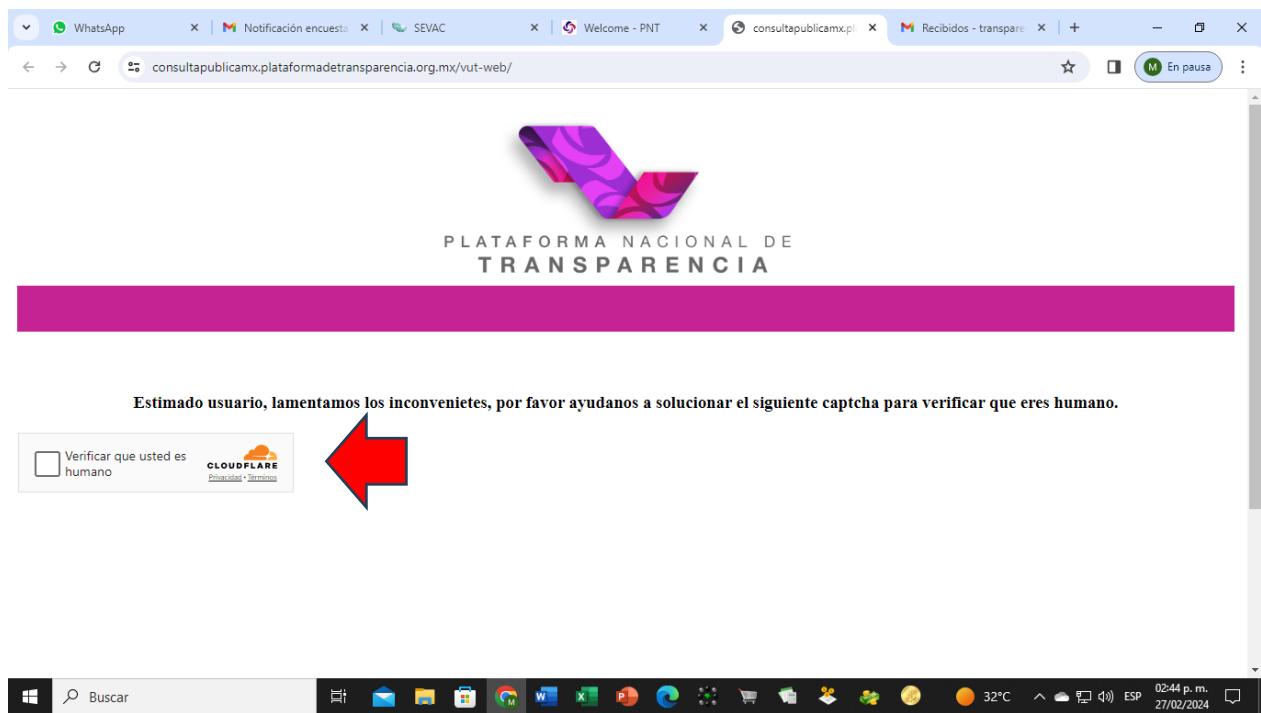 WhatsApp
Notificación encuesta
SEVAC
Welcome - PNT
consultapublicamx.pl
Recibidos - transpare
consultapublicamx.plataformadetransparencia.org.mx/vut-web/
M En pausa
PLATAFORMA NACIONAL DE
TRANSPARENCIA
Estimado usuario, lamentamos los inconvenietes, por favor ayudanos a solucionar el siguiente captcha para verificar que eres humano.
Verificar que usted es
humano
CLOUDFLARE
Privacidad • Términos
Buscar
32°C
ESP
02:44 p. m.
27/02/2024